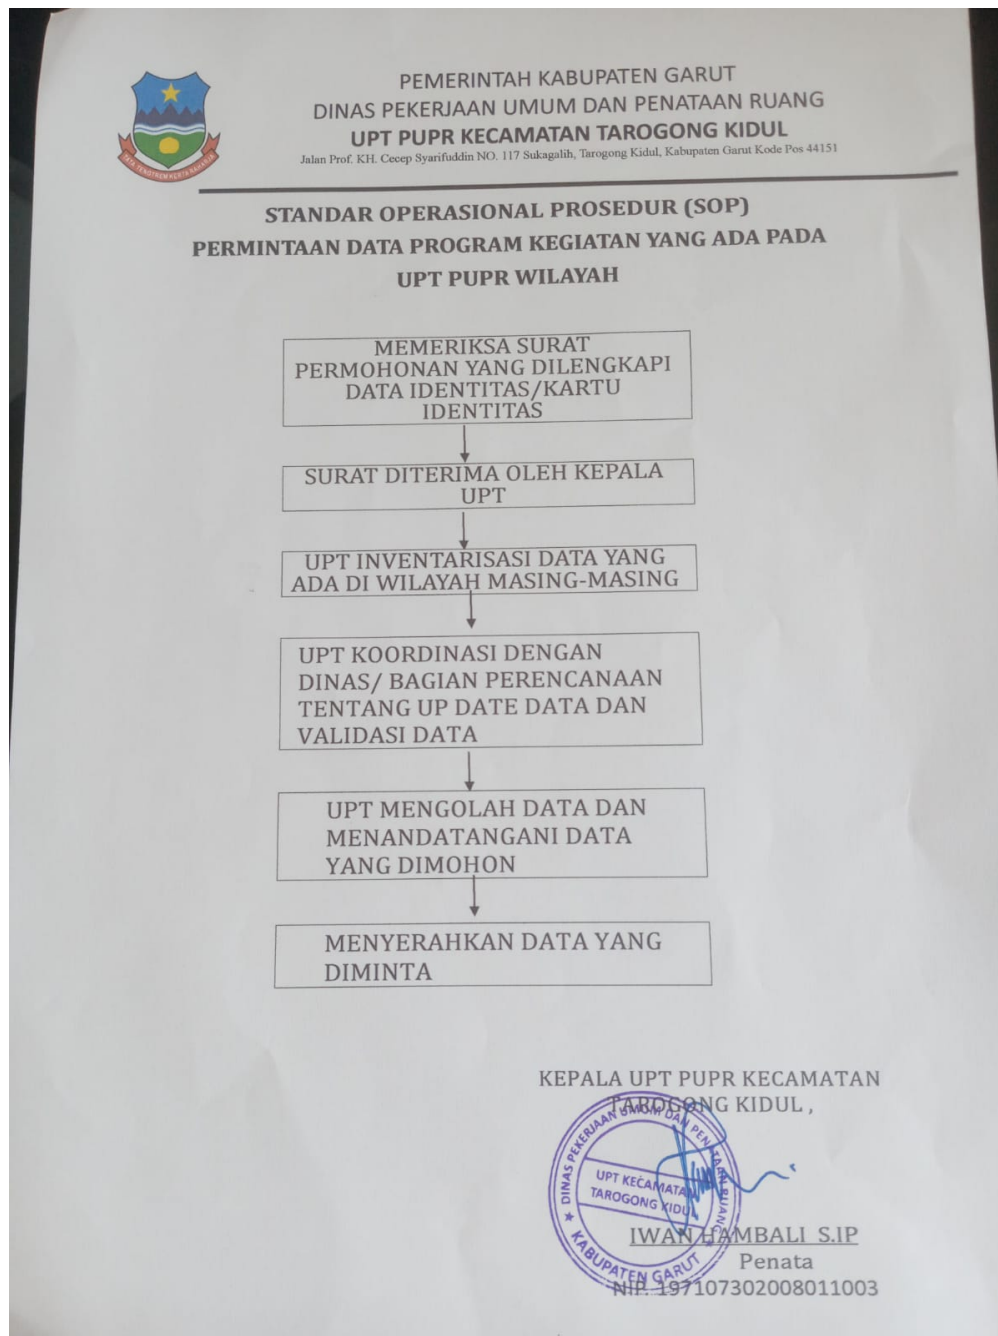 PEMERINTAH KABUPATEN GARUT
DINAS PEKERJAAN UMUM DAN PENATAAN RUANG
UPT PUPR KECAMATAN TAROGONG KIDUL
Jalan Prof. KH. Cecep Syarifuddin NO. 117 Sukagalih, Tarogong Kidul, Kabupaten Garut Kode Pos 44151
TATA TENGTREM KERTA RAHARJA
STANDAR OPERASIONAL PROSEDUR (SOP)
PERMINTAAN DATA PROGRAM KEGIATAN YANG ADA PADA
UPT PUPR WILAYAH
MEMERIKSA SURAT
PERMOHONAN YANG DILENGKAPI
DATA IDENTITAS/KARTU
IDENTITAS
SURAT DITERIMA OLEH KEPALA
UPT
UPT INVENTARISASI DATA YANG
ADA DI WILAYAH MASING-MASING
UPT KOORDINASI DENGAN
DINAS/ BAGIAN PERENCANAAN
TENTANG UP DATE DATA DAN
VALIDASI DATA
UPT MENGOLAH DATA DAN
MENANDATANGANI DATA
YANG DIMOHON
MENYERAHKAN DATA YANG
DIMINTA
KEPALA UPT PUPR KECAMATAN
TAROGONG KIDUL ,
DINAS PEKERJAAN UMUM DAN PENATAAN RUANG
UPT KECAMATAN
TAROGONG KIDUL
KABUPATEN GARUT
IWAN HAMBALI S.IP
Penata
NIP. 197107302008011003